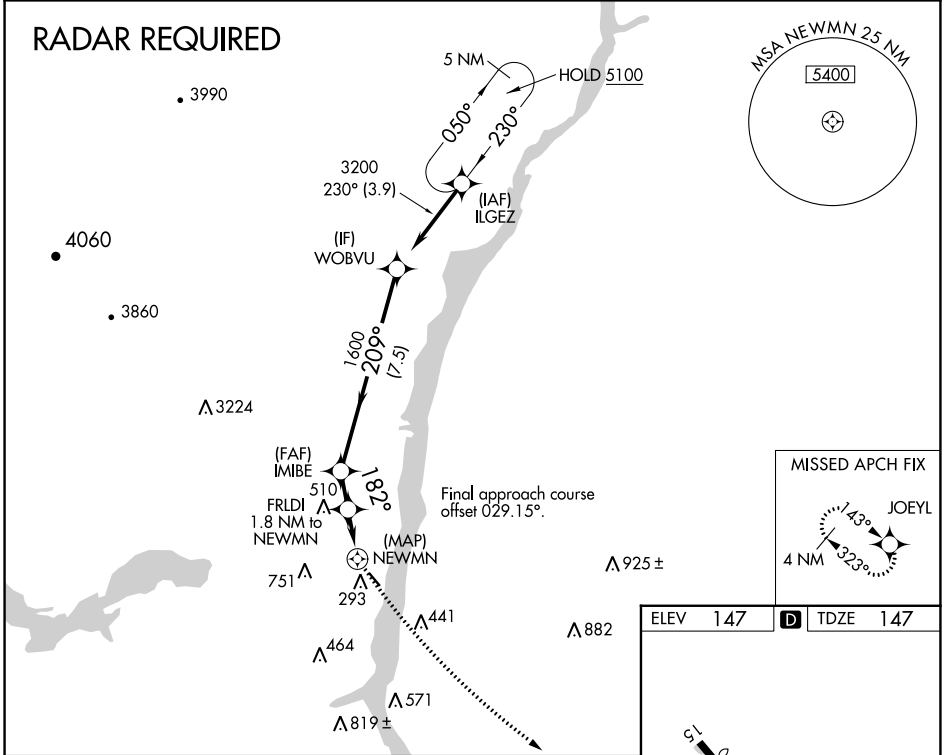 RADAR REQUIRED
MSA NEWMN 25 NM
5400
5 NM
HOLD 5100
3990
050°
230°
3200
230° (3.9)
(IAF)
ILGEZ
(IF)
WOBVU
4060
3860
1600
209°
(7.5)
3224
(FAF)
IMIBE
182°
510
FRLDI
1.8 NM to
NEWMN
Final approach course
offset 029.15°.
(MAP)
NEWMN
MISSED APCH FIX
JOEYL
143°
4 NM
323°
751
293
925 ±
441
882
464
571
819 ±
ELEV 147 D TDZE 147
15